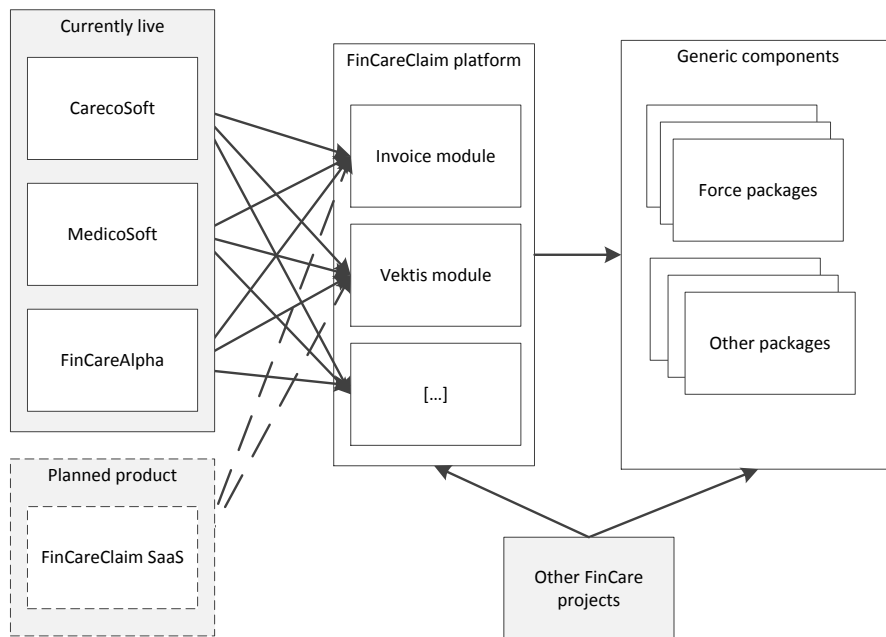 Currently live
CarecoSoft
MedicoSoft
FinCareAlpha
Planned product
FinCareClaim SaaS
FinCareClaim platform
Invoice module
Vektis module
[...]
Generic components
Force packages
Other packages
Other FinCare
projects